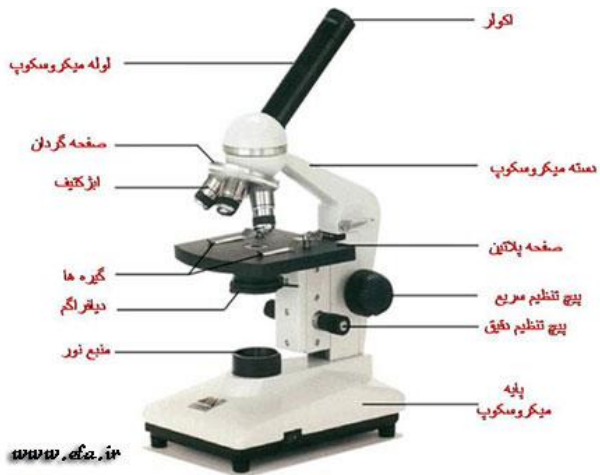 اکولر
لوله میکروسکوپ
صفحه گردان
دسته میکروسکوپ
ابژکتیف
صفحه پلاتین
گیره ها
دیافراگم
پیچ تنظیم سریع
پیچ تنظیم دقیق
منبع نور
پایه
میکروسکوپ
www.efa.ir